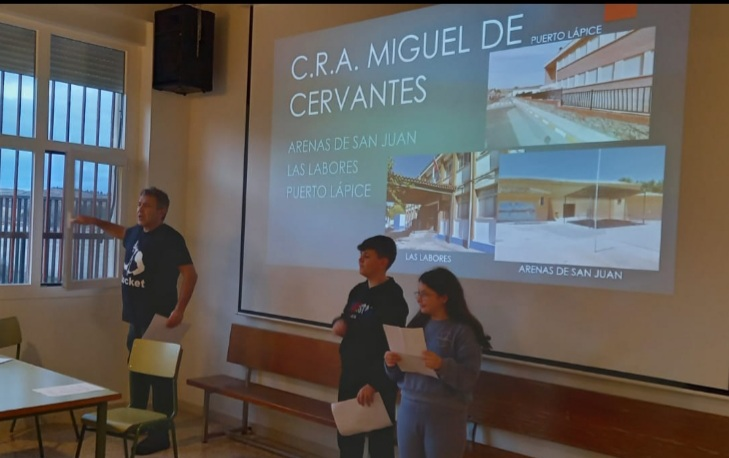 C.R.A. MIGUEL DE
CERVANTES
PUERTO LÁPICE
ARENAS DE SAN JUAN
LAS LABORES
PUERTO LÁPICE
LAS LABORES
ARENAS DE SAN JUAN